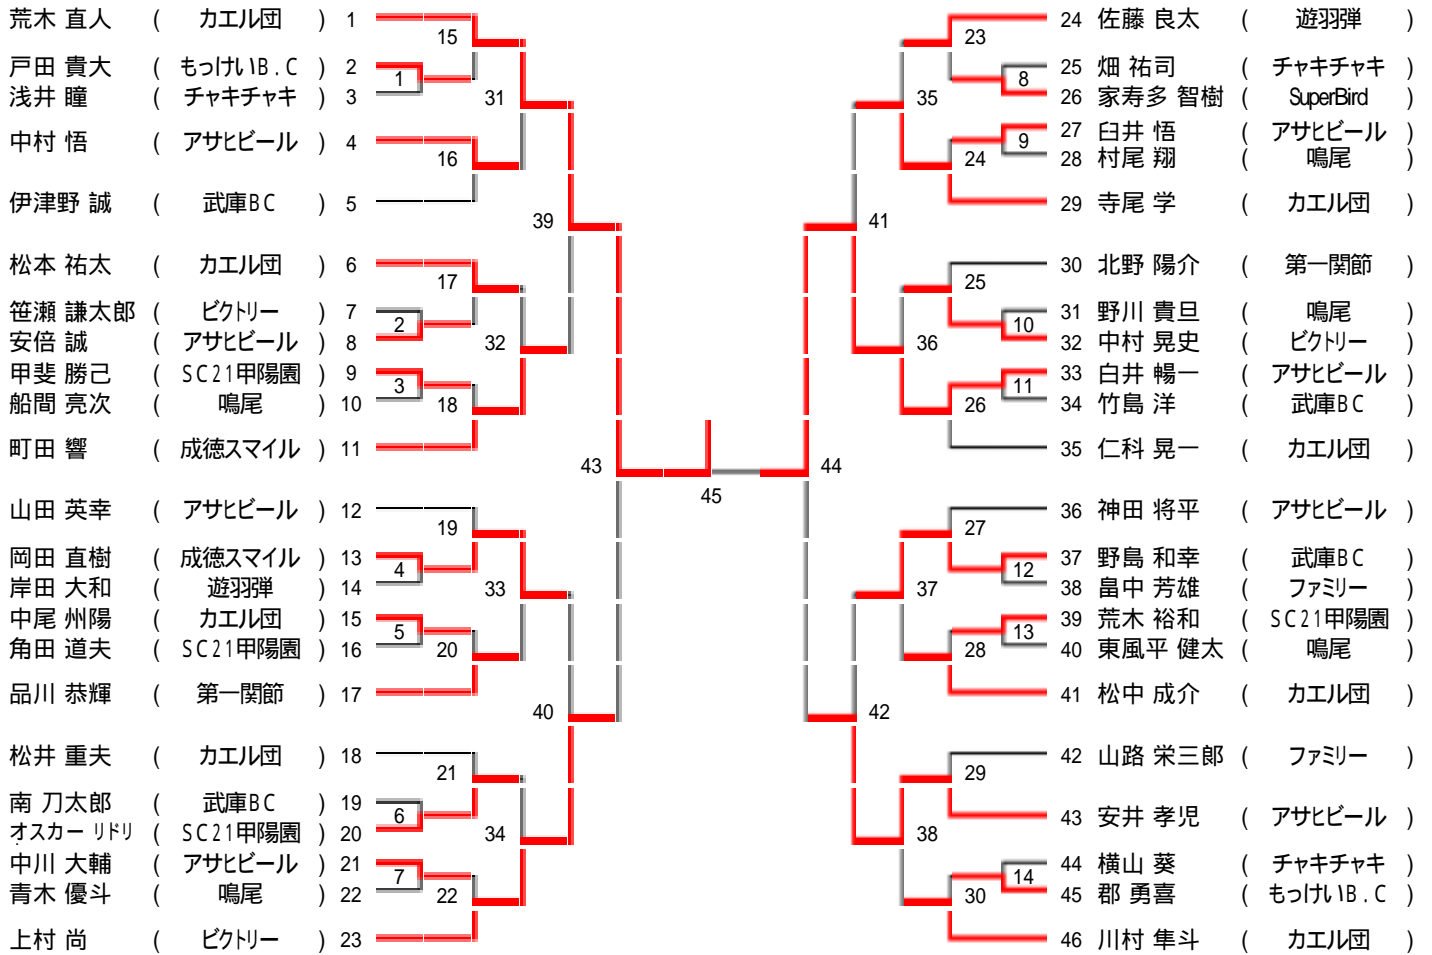 荒木 直人 ( カエル団 ) 1
戸田 貴大 ( もっけいB.C ) 2
浅井 瞳 ( チャキチャキ ) 3
中村 悟 ( アサヒビール ) 4
伊津野 誠 ( 武庫BC ) 5
松本 祐太 ( カエル団 ) 6
笹瀬 謙太郎 ( ビクトリー ) 7
安倍 誠 ( アサヒビール ) 8
甲斐 勝己 ( SC21甲陽園 ) 9
船間 亮次 ( 鳴尾 ) 10
町田 響 ( 成徳スマイル ) 11
山田 英幸 ( アサヒビール ) 12
岡田 直樹 ( 成徳スマイル ) 13
岸田 大和 ( 遊羽弾 ) 14
中尾 州陽 ( カエル団 ) 15
角田 道夫 ( SC21甲陽園 ) 16
品川 恭輝 ( 第一関節 ) 17
松井 重夫 ( カエル団 ) 18
南 刀太郎 ( 武庫BC ) 19
オスカー リドリ ( SC21甲陽園 ) 20
中川 大輔 ( アサヒビール ) 21
青木 優斗 ( 鳴尾 ) 22
上村 尚 ( ビクトリー ) 23
15
1
31
16
39
17
2
32
3
18
43
19
4
33
5
20
40
21
6
34
7
22
45
23
8
35
9
24
41
25
10
36
11
26
44
27
12
37
13
28
42
29
38
14
30
24 佐藤 良太 ( 遊羽弾 )
25 畑 祐司 ( チャキチャキ )
26 家寿多 智樹 ( SuperBird )
27 臼井 悟 ( アサヒビール )
28 村尾 翔 ( 鳴尾 )
29 寺尾 学 ( カエル団 )
30 北野 陽介 ( 第一関節 )
31 野川 貴旦 ( 鳴尾 )
32 中村 晃史 ( ビクトリー )
33 白井 暢一 ( アサヒビール )
34 竹島 洋 ( 武庫BC )
35 仁科 晃一 ( カエル団 )
36 神田 将平 ( アサヒビール )
37 野島 和幸 ( 武庫BC )
38 畠中 芳雄 ( ファミリー )
39 荒木 裕和 ( SC21甲陽園 )
40 東風平 健太 ( 鳴尾 )
41 松中 成介 ( カエル団 )
42 山路 栄三郎 ( ファミリー )
43 安井 孝児 ( アサヒビール )
44 横山 葵 ( チャキチャキ )
45 郡 勇喜 ( もっけいB.C )
46 川村 隼斗 ( カエル団 )